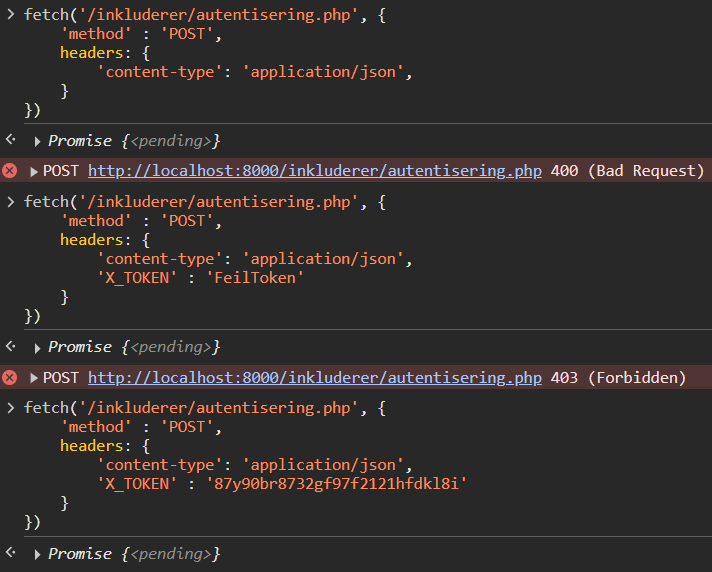 fetch('/inkluderer/autentisering.php', {
    'method' : 'POST',
    headers: {
        'content-type': 'application/json',
    }
})
Promise {<pending>}
POST http://localhost:8000/inkluderer/autentisering.php 400 (Bad Request)
fetch('/inkluderer/autentisering.php', {
    'method' : 'POST',
    headers: {
        'content-type': 'application/json',
        'X_TOKEN' : 'FeilToken'
    }
})
Promise {<pending>}
POST http://localhost:8000/inkluderer/autentisering.php 403 (Forbidden)
fetch('/inkluderer/autentisering.php', {
    'method' : 'POST',
    headers: {
        'content-type': 'application/json',
        'X_TOKEN' : '87y90br8732gf97f2121hfdkl8i'
    }
})
Promise {<pending>}